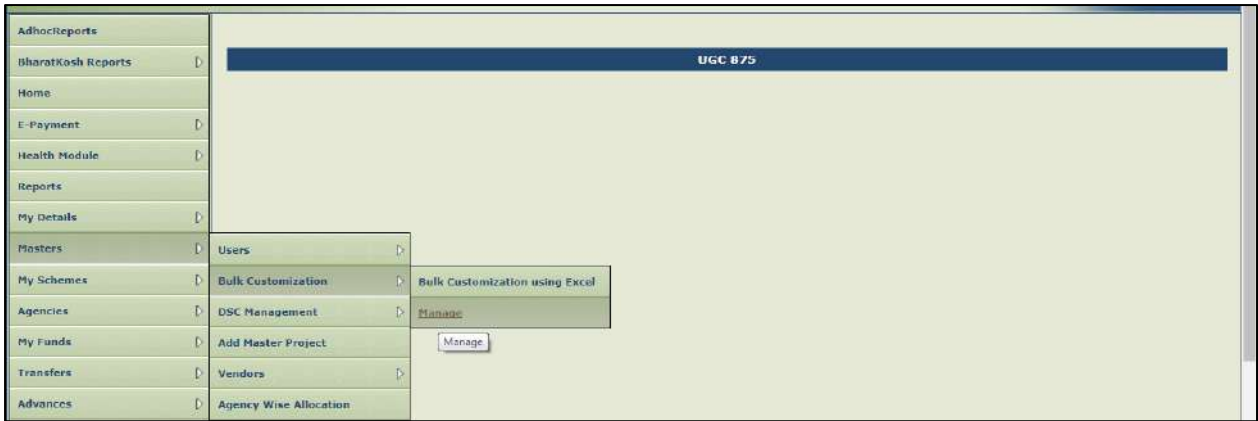 AdhocReports
BharatKosh Reports
UGC 875
Home
E-Payment
Health Module
Reports
My Details
Masters
Users
My Schemes
Bulk Customization
Bulk Customization using Excel
Agencies
DSC Management
Manage
My Funds
Add Master Project
Manage
Transfers
Vendors
Advances
Agency Wise Allocation